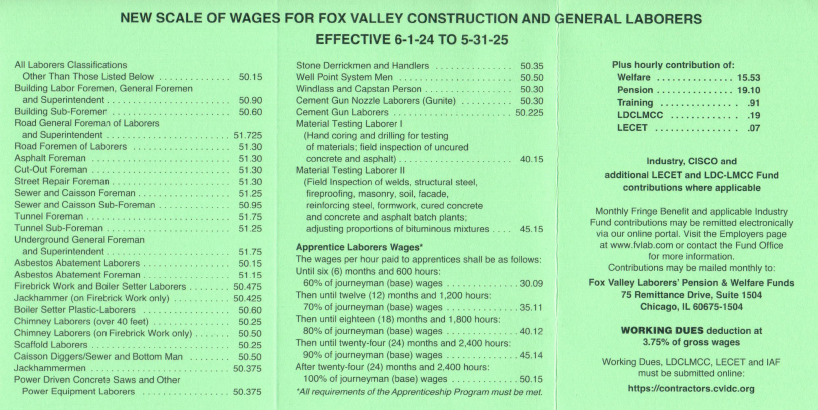 NEW SCALE OF WAGES FOR FOX VALLEY CONSTRUCTION AND GENERAL LABORERS
EFFECTIVE 6-1-24 TO 5-31-25
All Laborers Classifications
Other Than Those Listed Below . . . . . . . . . . . . . 50.15
Building Labor Foremen, General Foremen
and Superintendent . . . . . . . . . . . . . . . . . . . . . . 50.90
Building Sub-Foremen . . . . . . . . . . . . . . . . . . . . . . 50.60
Road General Foreman of Laborers
and Superintendent . . . . . . . . . . . . . . . . . . . . . . 51.725
Road Foremen of Laborers . . . . . . . . . . . . . . . . . . 51.30
Asphalt Foreman . . . . . . . . . . . . . . . . . . . . . . . . . . 51.30
Cut-Out Foreman . . . . . . . . . . . . . . . . . . . . . . . . . . 51.30
Street Repair Foreman . . . . . . . . . . . . . . . . . . . . . 51.30
Sewer and Caisson Foreman . . . . . . . . . . . . . . . . . 51.25
Sewer and Caisson Sub-Foreman . . . . . . . . . . . . . . 50.95
Tunnel Foreman . . . . . . . . . . . . . . . . . . . . . . . . . . 51.75
Tunnel Sub-Foreman . . . . . . . . . . . . . . . . . . . . . . . 51.25
Underground General Foreman
and Superintendent . . . . . . . . . . . . . . . . . . . . . . 51.75
Asbestos Abatement Laborers . . . . . . . . . . . . . . . . 50.15
Asbestos Abatement Foreman . . . . . . . . . . . . . . . . 51.15
Firebrick Work and Boiler Setter Laborers . . . . . . . . 50.475
Jackhammer (on Firebrick Work only) . . . . . . . . . . . 50.425
Boiler Setter Plastic-Laborers . . . . . . . . . . . . . . . . . 50.60
Chimney Laborers (over 40 feet) . . . . . . . . . . . . . . . 50.25
Chimney Laborers (on Firebrick Work only) . . . . . . . 50.50
Scaffold Laborers . . . . . . . . . . . . . . . . . . . . . . . . . 50.25
Caisson Diggers/Sewer and Bottom Man . . . . . . . . . 50.50
Jackhammermen . . . . . . . . . . . . . . . . . . . . . . . . . 50.375
Power Driven Concrete Saws and Other
Power Equipment Laborers . . . . . . . . . . . . . . . . . 50.375
Stone Derrickmen and Handlers . . . . . . . . . . . . . . . 50.35
Well Point System Men . . . . . . . . . . . . . . . . . . . . . 50.50
Windlass and Capstan Person . . . . . . . . . . . . . . . . 50.30
Cement Gun Nozzle Laborers (Gunite) . . . . . . . . . . 50.30
Cement Gun Laborers . . . . . . . . . . . . . . . . . . . . . . 50.225
Material Testing Laborer I
(Hand coring and drilling for testing
of materials; field inspection of uncured
concrete and asphalt) . . . . . . . . . . . . . . . . . . . . . 40.15
Material Testing Laborer II
(Field Inspection of welds, structural steel,
fireproofing, masonry, soil, facade,
reinforcing steel, formwork, cured concrete
and concrete and asphalt batch plants;
adjusting proportions of bituminous mixtures . . . . . 45.15
Apprentice Laborers Wages*
The wages per hour paid to apprentices shall be as follows:
Until six (6) months and 600 hours:
60% of journeyman (base) wages . . . . . . . . . . . . . 30.09
Then until twelve (12) months and 1,200 hours:
70% of journeyman (base) wages . . . . . . . . . . . . . 35.11
Then until eighteen (18) months and 1,800 hours:
80% of journeyman (base) wages . . . . . . . . . . . . . 40.12
Then until twenty-four (24) months and 2,400 hours:
90% of journeyman (base) wages . . . . . . . . . . . . . 45.14
After twenty-four (24) months and 2,400 hours:
100% of journeyman (base) wages . . . . . . . . . . . . 50.15
*All requirements of the Apprenticeship Program must be met.
Plus hourly contribution of:
Welfare . . . . . . . . . . . . . 15.53
Pension . . . . . . . . . . . . . 19.10
Training . . . . . . . . . . . . . .91
LDCLMCC . . . . . . . . . . . .19
LECET . . . . . . . . . . . . . . .07
Industry, CISCO and
additional LECET and LDC-LMCC Fund
contributions where applicable
Monthly Fringe Benefit and applicable Industry
Fund contributions may be remitted electronically
via our online portal. Visit the Employers page
at www.fvlab.com or contact the Fund Office
for more information.
Contributions may be mailed monthly to:
Fox Valley Laborers' Pension & Welfare Funds
75 Remittance Drive, Suite 1504
Chicago, IL 60675-1504
WORKING DUES deduction at
3.75% of gross wages
Working Dues, LDCLMCC, LECET and IAF
must be submitted online:
https://contractors.cvidc.org